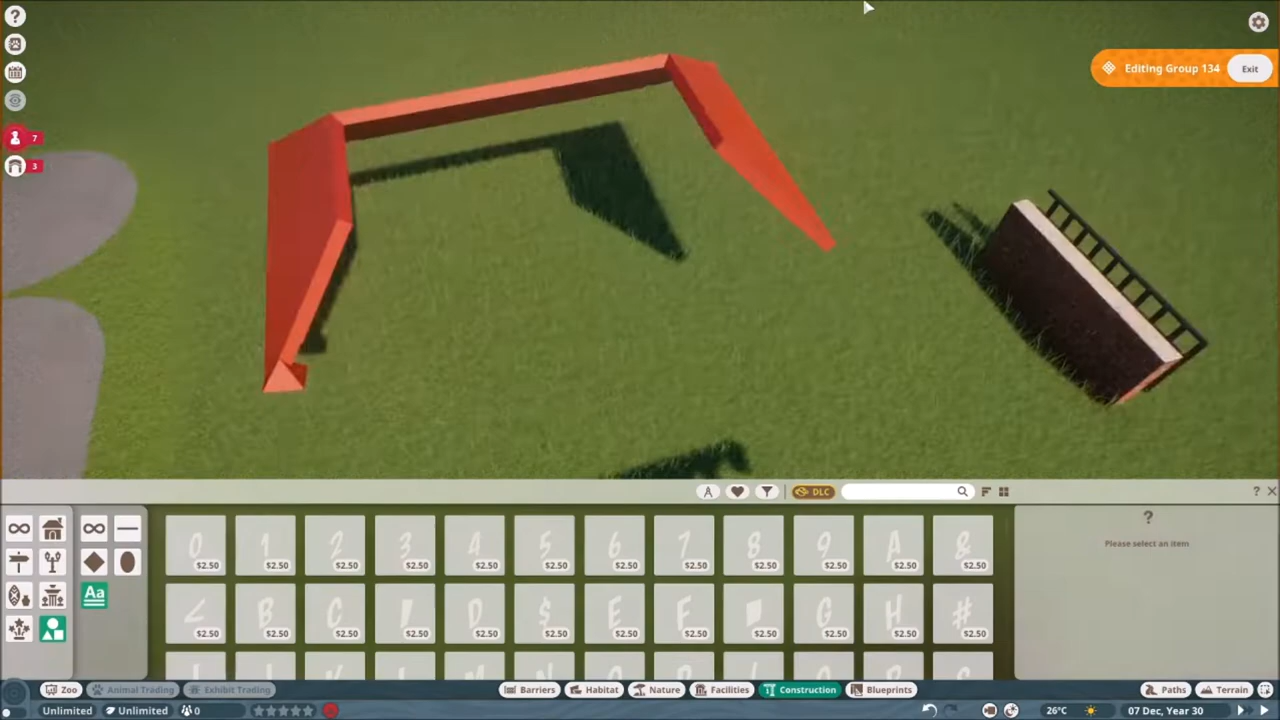 ?
Editing Group 134
Exit
7
3
DLC
?
Aa
?
Please select an item
0 $2.50
1 $2.50
2 $2.50
3 $2.50
4 $2.50
5 $2.50
6 $2.50
7 $2.50
8 $2.50
9 $2.50
A $2.50
& $2.50
< $2.50
B $2.50
C $2.50
$2.50
D $2.50
$ $2.50
E $2.50
F $2.50
$2.50
G $2.50
H $2.50
# $2.50
Zoo
Animal Trading
Exhibit Trading
Barriers
Habitat
Nature
Facilities
Construction
Blueprints
Paths
Terrain
Unlimited
Unlimited
0
26°C
07 Dec, Year 30